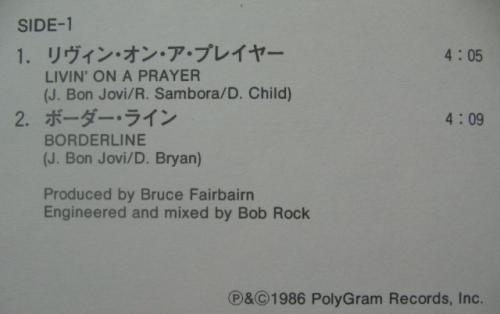 SIDE-1
1. リヴィン・オン・ア・プレイヤー 4:05
LIVIN' ON A PRAYER
(J. Bon Jovi/R. Sambora/D. Child)
2. ボーダー・ライン 4:09
BORDERLINE
(J. Bon Jovi/D. Bryan)
Produced by Bruce Fairbairn
Engineered and mixed by Bob Rock
Ⓟ&©1986 PolyGram Records, Inc.